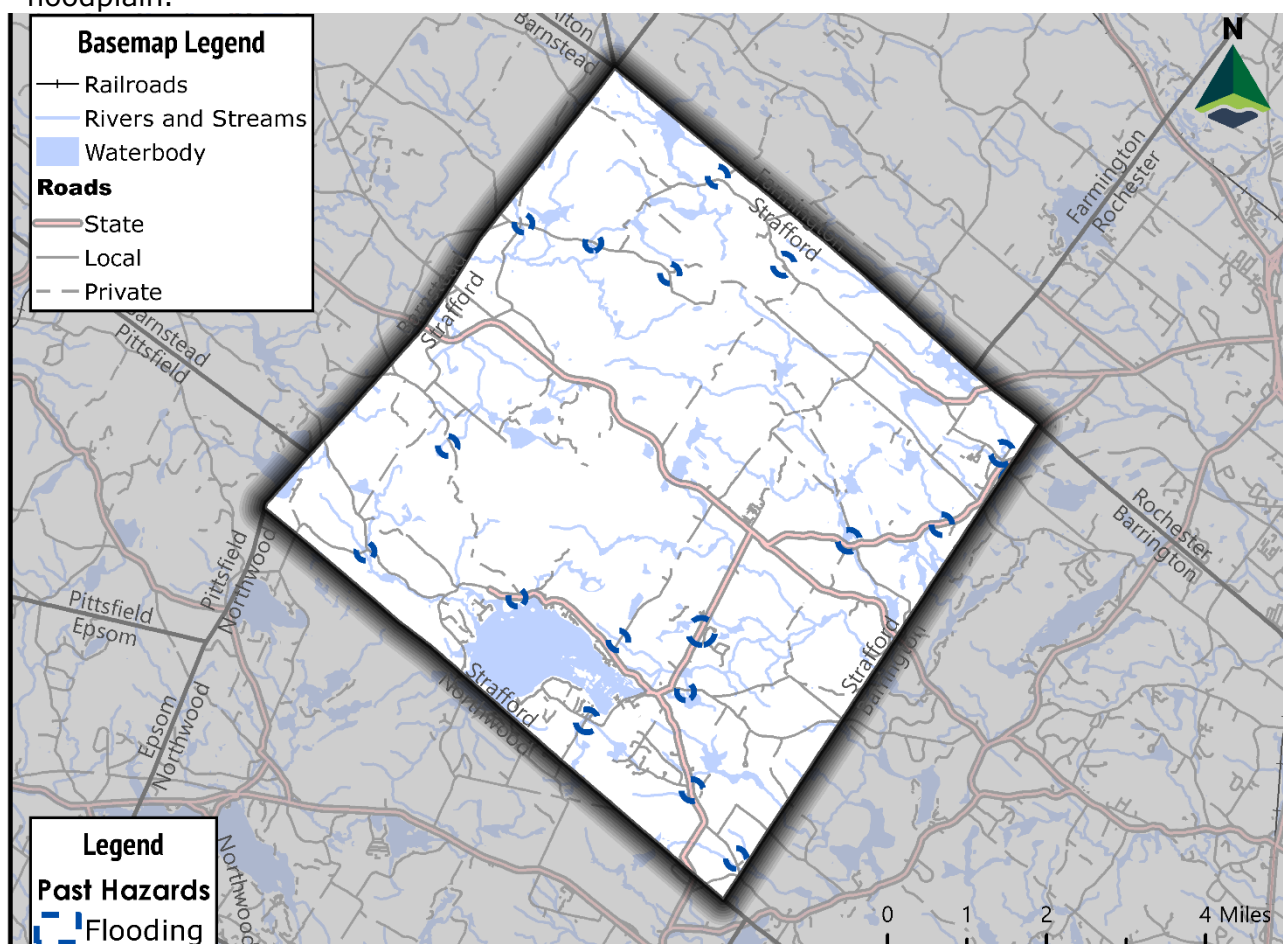 floodplain.
Basemap Legend
Railroads
Rivers and Streams
Waterbody
Roads
State
Local
Private
Alton
Barnstead
N
Farmington
Rochester
Farmington
Strafford
Barnstead
Strafford
Barnstead
Pittsfield
Pittsfield
Northwood
Pittsfield
Epsom
Epsom
Northwood
Strafford
Northwood
Strafford
Barrington
Rochester
Barrington
Northwood
Legend
Past Hazards
Flooding
0 1 2 4 Miles